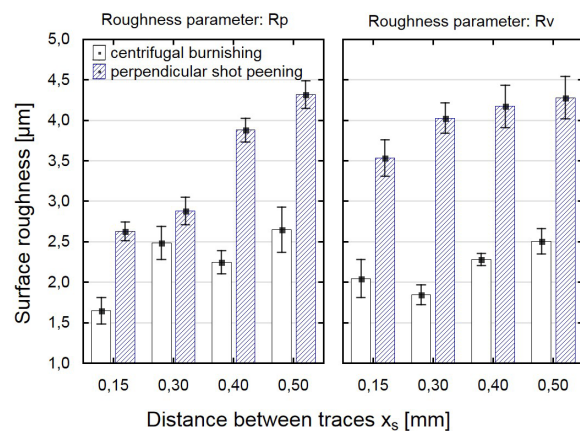 Roughness parameter: Rp
Roughness parameter: Rv
centrifugal burnishing
perpendicular shot peening
Surface roughness [µm]
5,0
4,5
4,0
3,5
3,0
2,5
2,0
1,5
1,0
0,15 0,30 0,40 0,50
0,15 0,30 0,40 0,50
Distance between traces xₛ [mm]